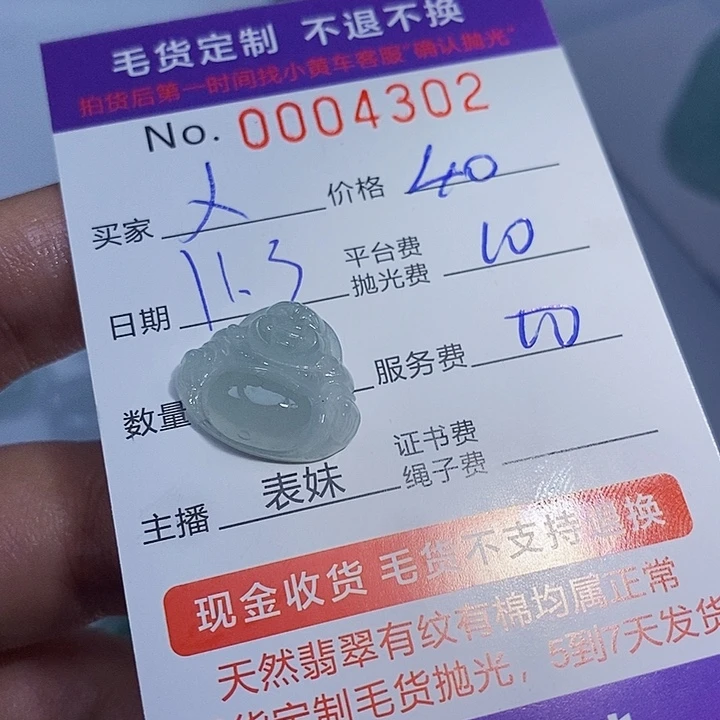 毛货定制 不退不换
拍货后第一时间找小黄车客服"确认抛光"
No. 0004302
买家 价格 40
日期 11.3 平台费 抛光费 10
数量 服务费
证书费 绳子费
主播 表妹
现金收货 毛货不支持退换
天然翡翠有纹有棉均属正常
货定制毛货抛光，5到7天发货